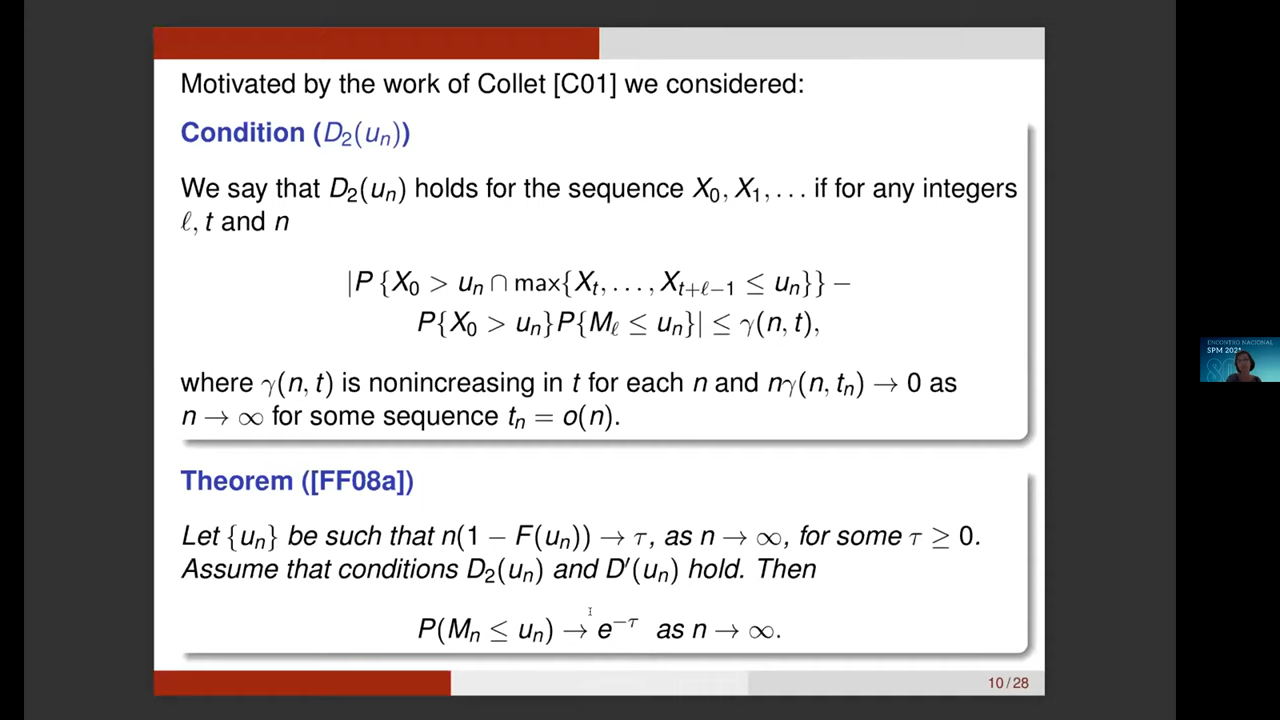 Motivated by the work of Collet [C01] we considered:
Condition (D₂(uₙ))
We say that D₂(uₙ) holds for the sequence X₀, X₁, . . . if for any integers
ℓ, t and n
|P {X₀ > uₙ ∩ max{Xₜ, . . . , Xₜ₊ℓ₋₁ ≤ uₙ}} −
P{X₀ > uₙ}P{Mℓ ≤ uₙ}| ≤ γ(n, t),
where γ(n, t) is nonincreasing in t for each n and nγ(n, tₙ) → 0 as
n → ∞ for some sequence tₙ = o(n).
Theorem ([FF08a])
Let {uₙ} be such that n(1 − F(uₙ)) → τ, as n → ∞, for some τ ≥ 0.
Assume that conditions D₂(uₙ) and D′(uₙ) hold. Then
P(Mₙ ≤ uₙ) → e^{−τ} as n → ∞.
10 / 28
ENCONTRO NACIONAL
SPM 2021